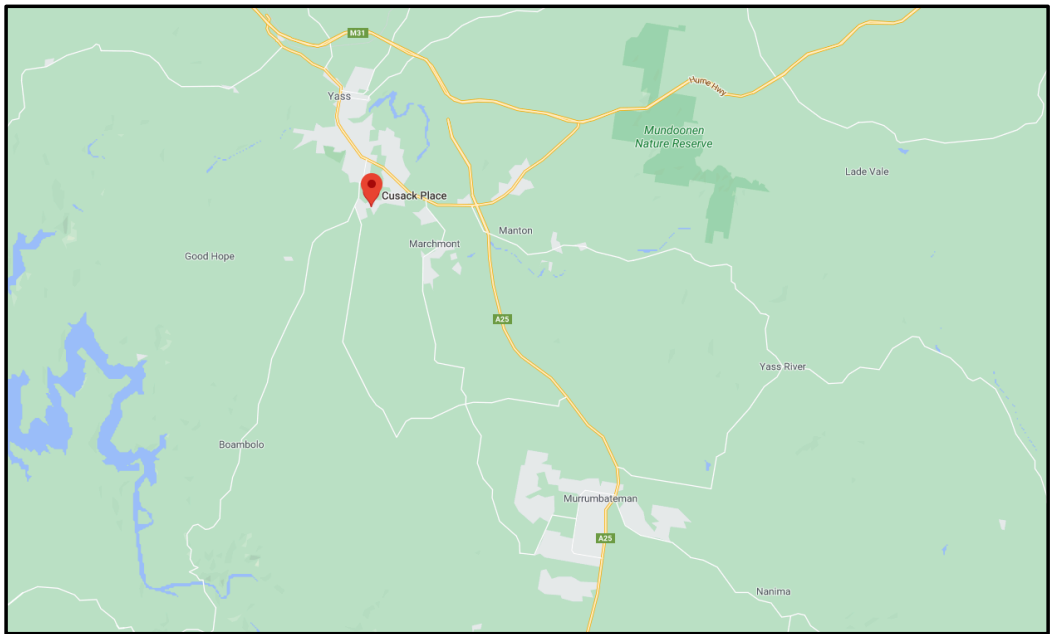 M31
Yass
Hume Hwy
Mundoonen
Nature Reserve
Lade Vale
Cusack Place
Manton
Marchmont
Good Hope
A25
Yass River
Boambolo
Murrumbateman
A25
Nanima